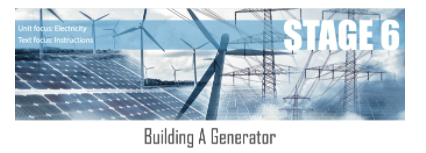 Unit focus: Electricity
Text focus: Instructions
STAGE 6
Building A Generator